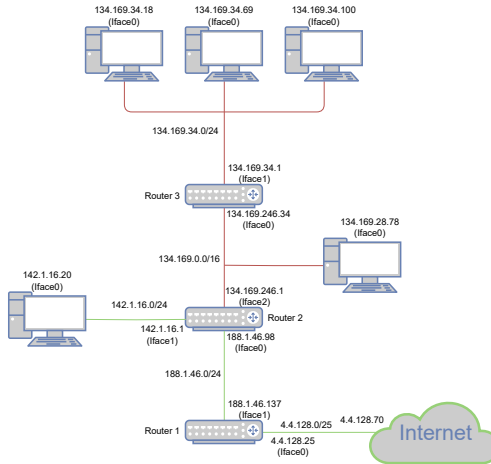 134.169.34.18
(Iface0)
134.169.34.69
(Iface0)
134.169.34.100
(Iface0)
134.169.34.0/24
134.169.34.1
(Iface1)
Router 3
134.169.246.34
(Iface0)
134.169.28.78
(Iface0)
134.169.0.0/16
142.1.16.20
(Iface0)
142.1.16.0/24
134.169.246.1
(Iface2)
Router 2
142.1.16.1
(Iface1)
188.1.46.98
(Iface0)
188.1.46.0/24
188.1.46.137
(Iface1)
Router 1
4.4.128.0/25
4.4.128.70
Internet
4.4.128.25
(Iface0)